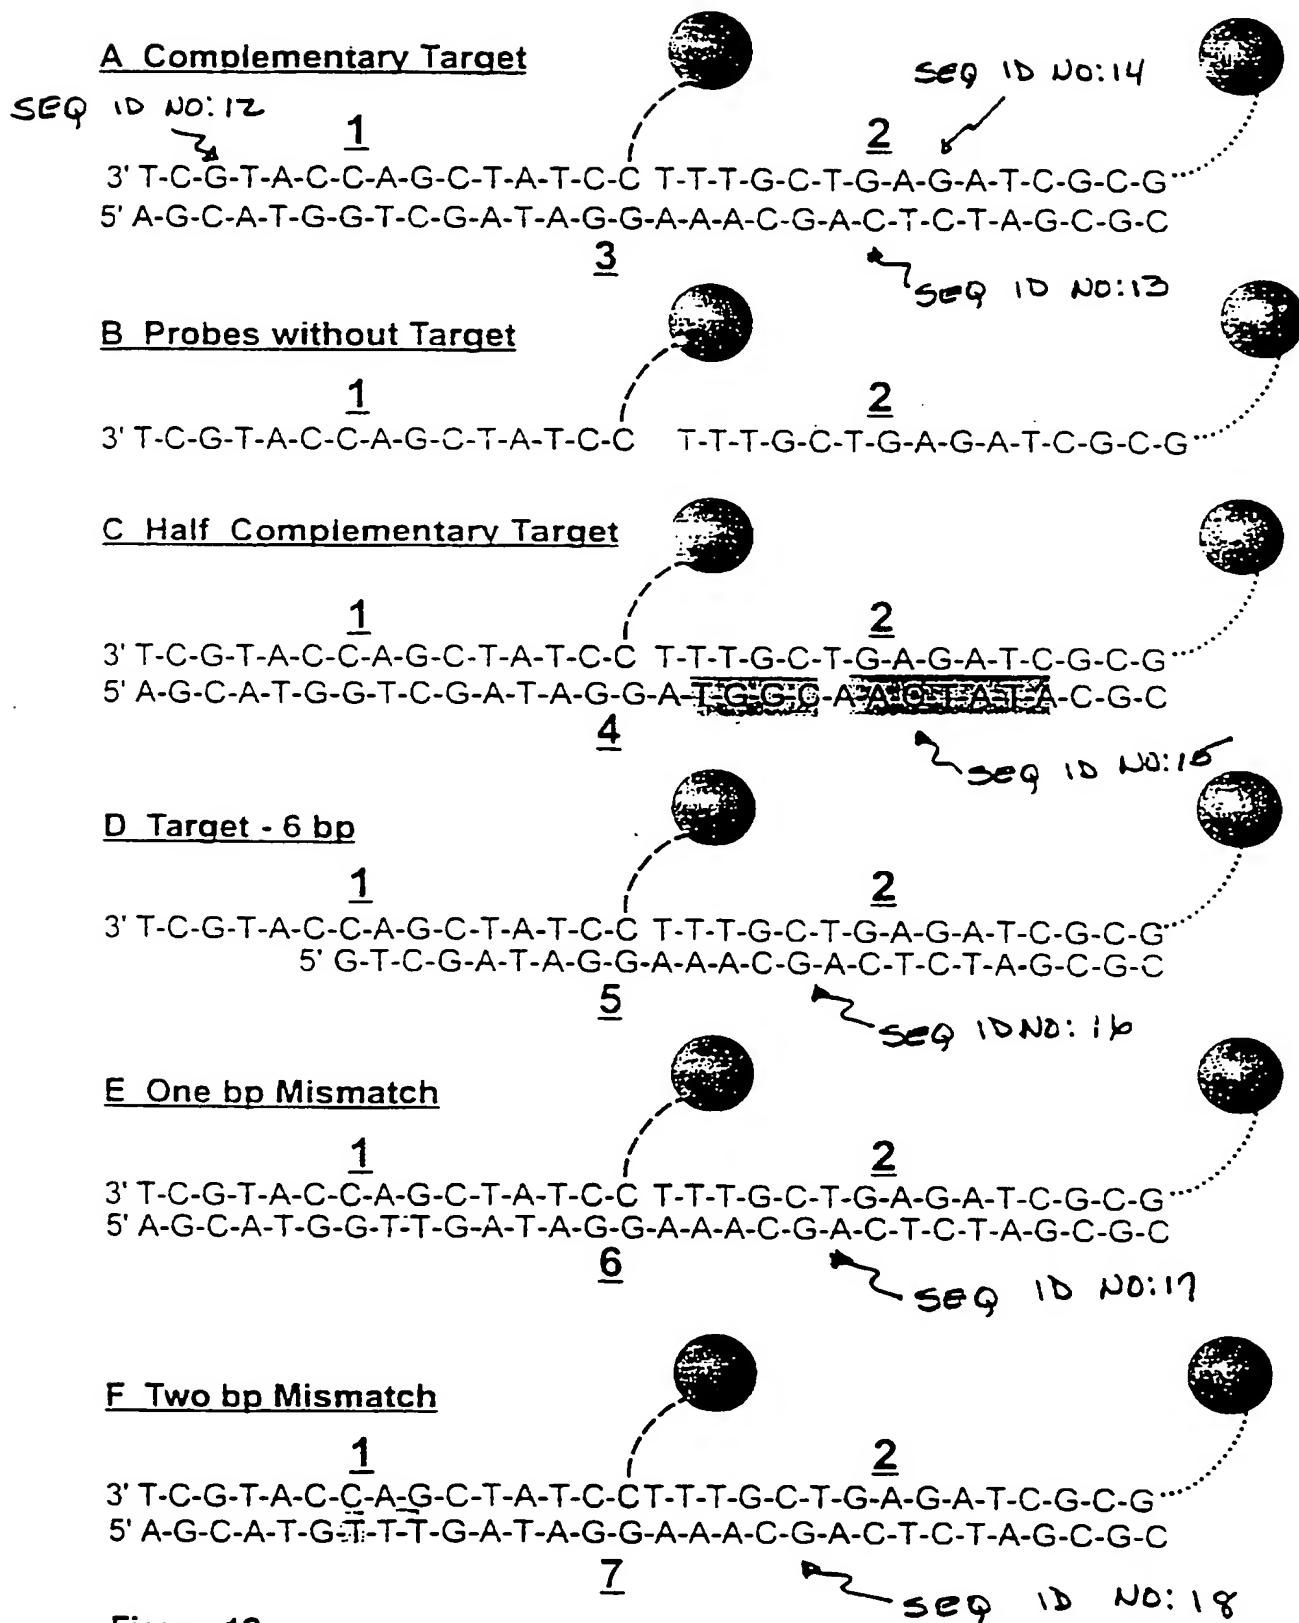 A Complementary Target
SEQ ID NO:14
SEQ ID NO:12
1
2
3' T-C-G-T-A-C-C-A-G-C-T-A-T-C-C T-T-T-G-C-T-G-A-G-A-T-C-G-C-G
5' A-G-C-A-T-G-G-T-C-G-A-T-A-G-G-A-A-A-C-G-A-C-T-C-T-A-G-C-G-C
3
SEQ ID NO:13
B Probes without Target
1
2
3' T-C-G-T-A-C-C-A-G-C-T-A-T-C-C T-T-T-G-C-T-G-A-G-A-T-C-G-C-G
C Half Complementary Target
1
2
3' T-C-G-T-A-C-C-A-G-C-T-A-T-C-C T-T-T-G-C-T-G-A-G-A-T-C-G-C-G
5' A-G-C-A-T-G-G-T-C-G-A-T-A-G-G-A-T-G-G-C-A-A-C-T-A-T-A-C-G-C
4
SEQ ID NO:15
D Target - 6 bp
1
2
3' T-C-G-T-A-C-C-A-G-C-T-A-T-C-C T-T-T-G-C-T-G-A-G-A-T-C-G-C-G
5' G-T-C-G-A-T-A-G-G-A-A-A-C-G-A-C-T-C-T-A-G-C-G-C
5
SEQ ID NO:16
E One bp Mismatch
1
2
3' T-C-G-T-A-C-C-A-G-C-T-A-T-C-C T-T-T-G-C-T-G-A-G-A-T-C-G-C-G
5' A-G-C-A-T-G-G-T-T-G-A-T-A-G-G-A-A-A-C-G-A-C-T-C-T-A-G-C-G-C
6
SEQ ID NO:17
F Two bp Mismatch
1
2
3' T-C-G-T-A-C-C-A-G-C-T-A-T-C-C-T-T-T-G-C-T-G-A-G-A-T-C-G-C-G
5' A-G-C-A-T-G-T-T-T-G-A-T-A-G-G-A-A-A-C-G-A-C-T-C-T-A-G-C-G-C
7
SEQ ID NO:18